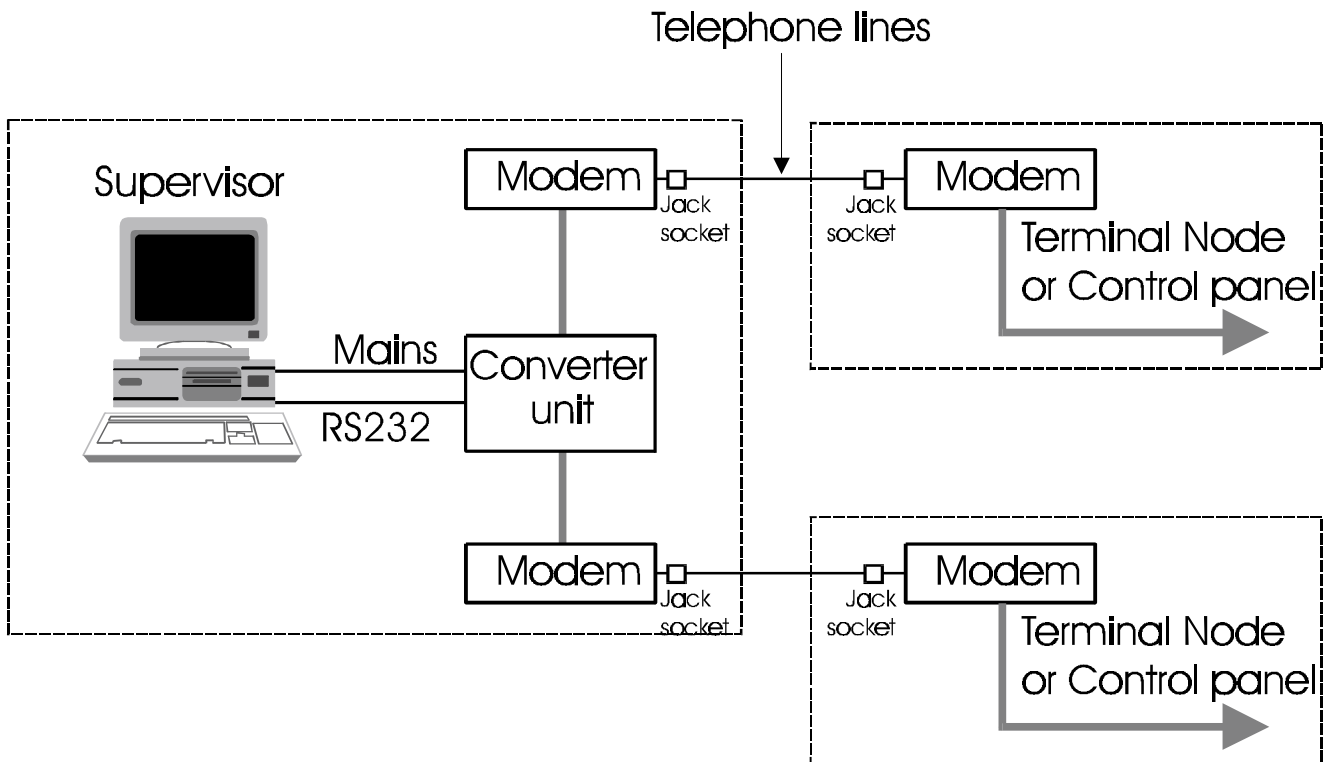 Telephone lines
Supervisor
Modem
Jack
socket
Jack
socket
Modem
Terminal Node
or Control panel
Mains
RS232
Converter
unit
Modem
Jack
socket
Jack
socket
Modem
Terminal Node
or Control panel